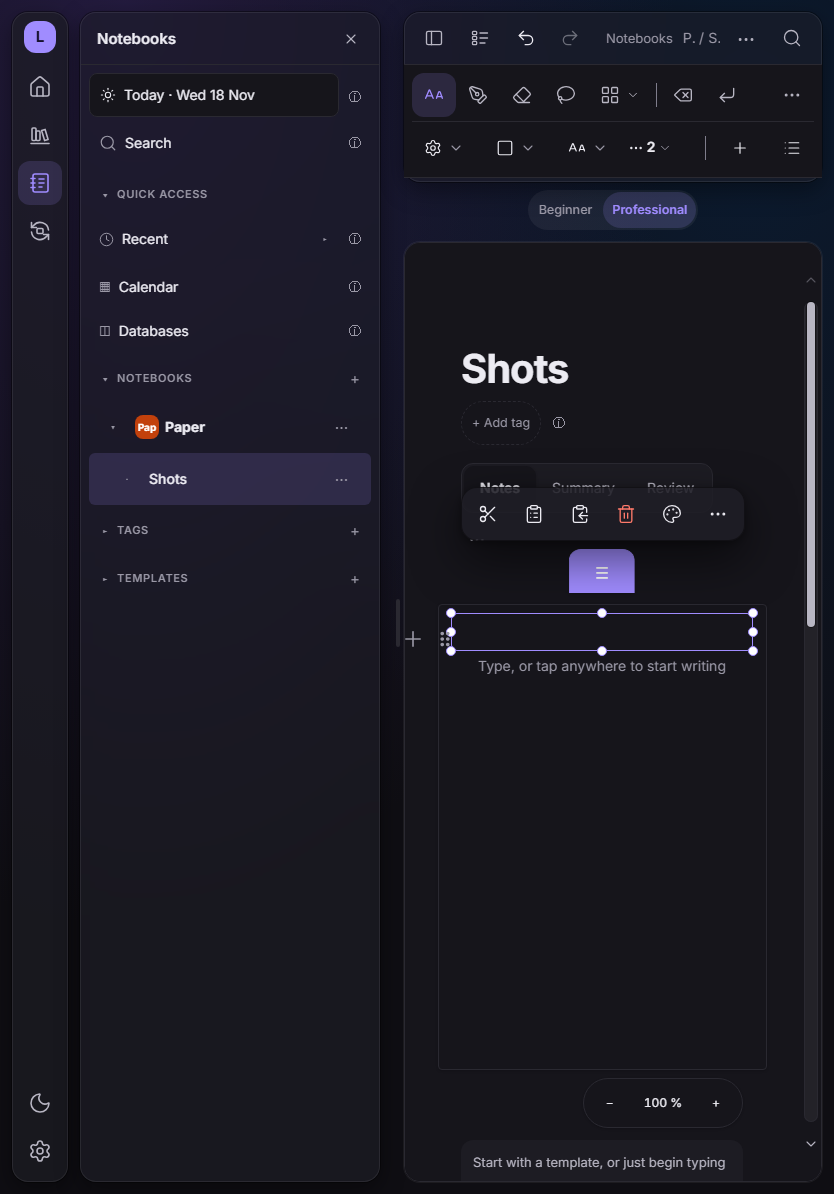 L
Notebooks
Today · Wed 18 Nov
Search
QUICK ACCESS
Recent
Calendar
Databases
NOTEBOOKS
Pap Paper
Shots
TAGS
TEMPLATES
Notebooks P. / S.
AA
AA
2
Beginner Professional
Shots
+ Add tag
Notes Summary Review
Type, or tap anywhere to start writing
− 100 % +
Start with a template, or just begin typing